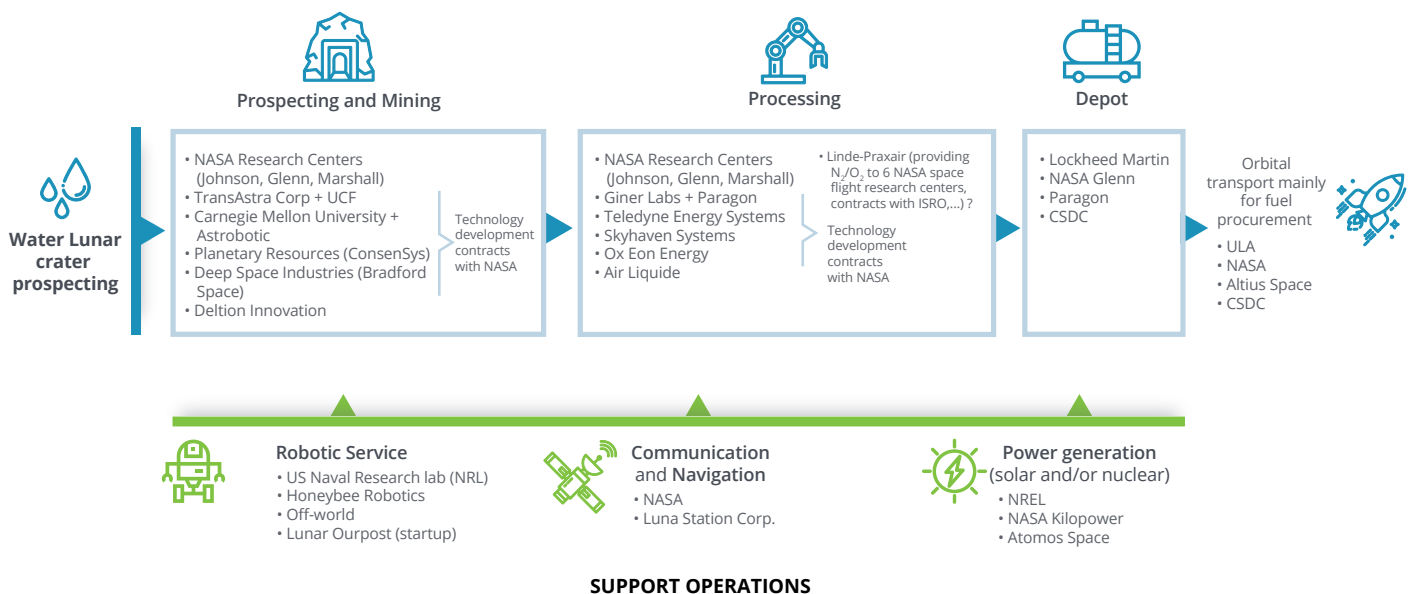 Prospecting and Mining
Processing
Depot
Water Lunar
crater
prospecting
• NASA Research Centers
(Johnson, Glenn, Marshall)
• TransAstra Corp + UCF
• Carnegie Mellon University +
Astrobotic
• Planetary Resources (ConsenSys)
• Deep Space Industries (Bradford
Space)
• Deltion Innovation
Technology
development
contracts
with NASA
• NASA Research Centers
(Johnson, Glenn, Marshall)
• Giner Labs + Paragon
• Teledyne Energy Systems
• Skyhaven Systems
• Ox Eon Energy
• Air Liquide
• Linde-Praxair (providing
N₂/O₂ to 6 NASA space
flight research centers,
contracts with ISRO,...) ?
Technology
development
contracts
with NASA
• Lockheed Martin
• NASA Glenn
• Paragon
• CSDC
Orbital
transport mainly
for fuel
procurement
• ULA
• NASA
• Altius Space
• CSDC
Robotic Service
• US Naval Research lab (NRL)
• Honeybee Robotics
• Off-world
• Lunar Ourpost (startup)
Communication
and Navigation
• NASA
• Luna Station Corp.
Power generation
(solar and/or nuclear)
• NREL
• NASA Kilopower
• Atomos Space
SUPPORT OPERATIONS